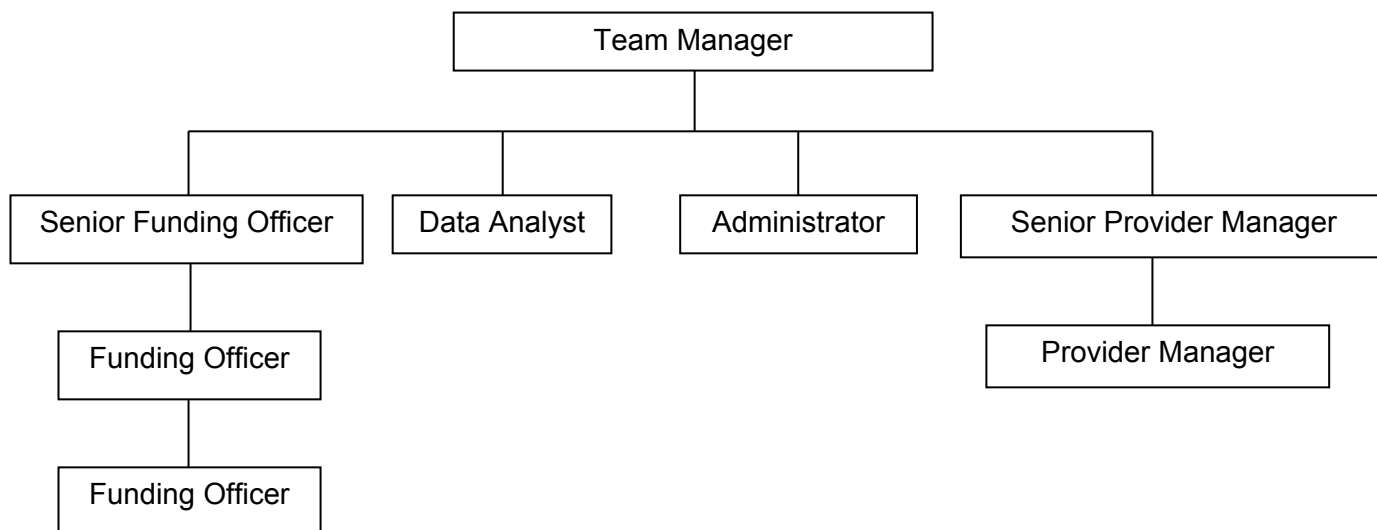 Team Manager
Senior Funding Officer
Data Analyst
Administrator
Senior Provider Manager
Funding Officer
Provider Manager
Funding Officer